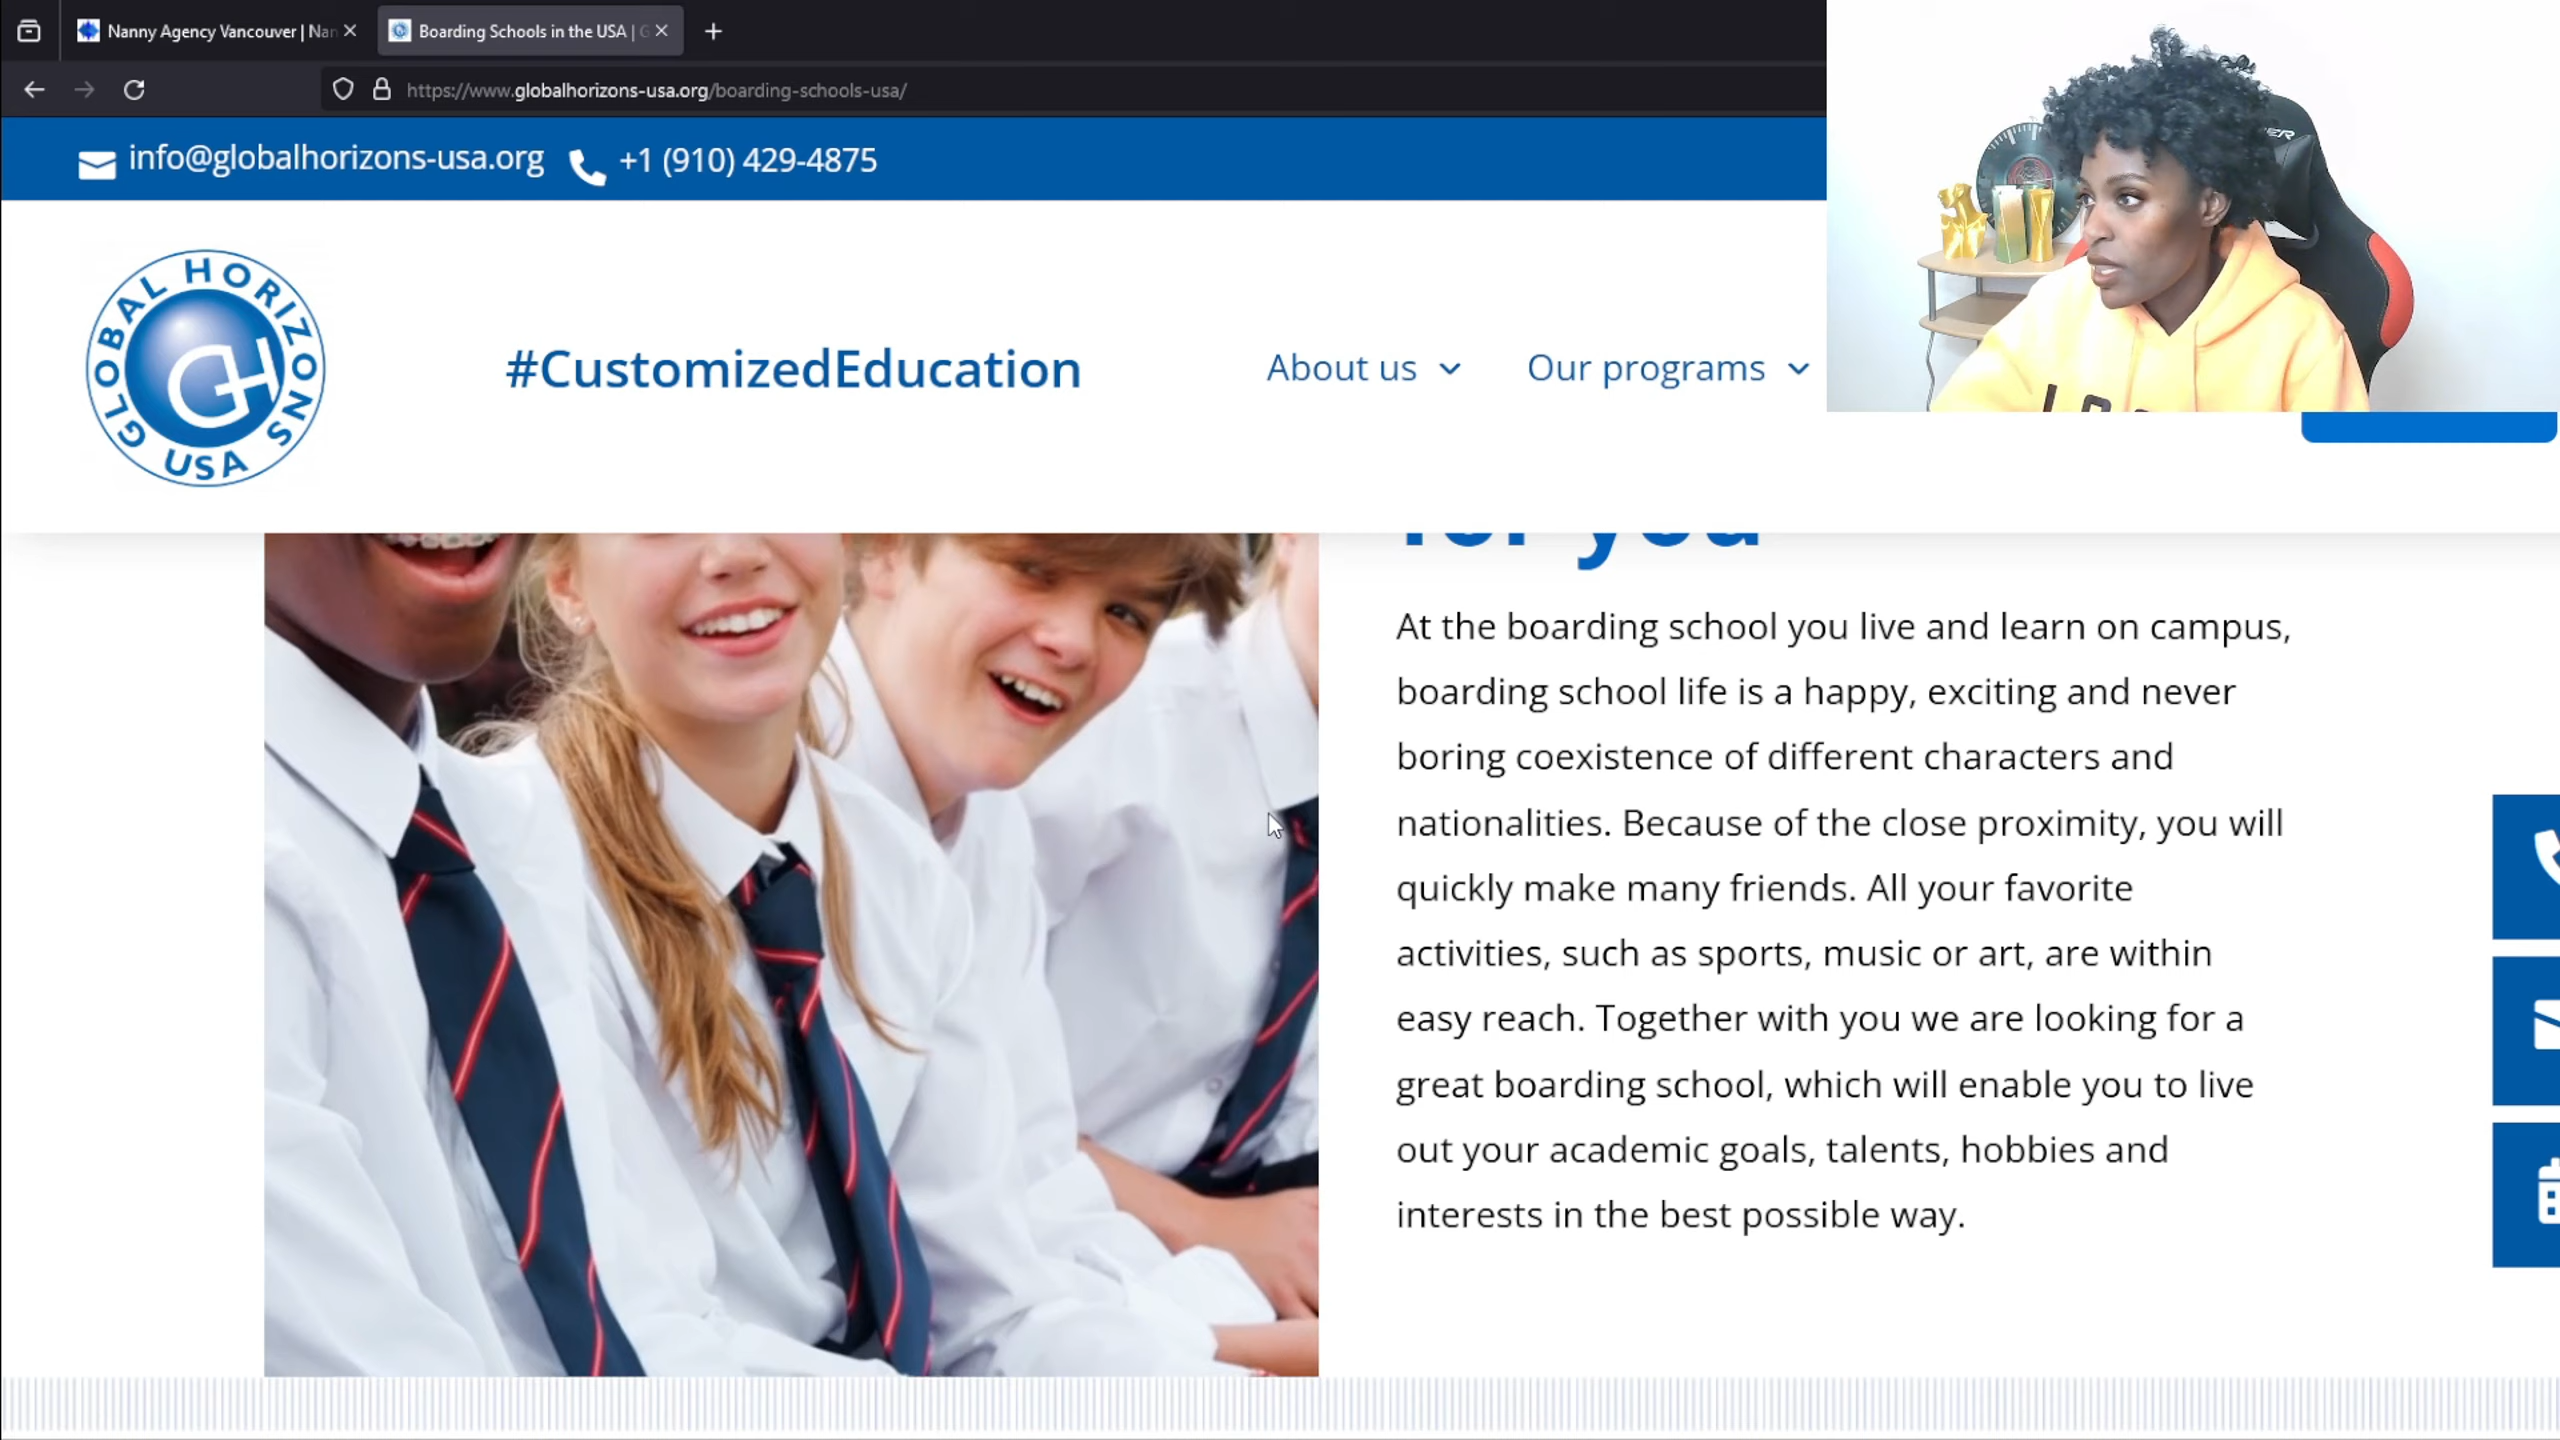 Nanny Agency Vancouver | Nan
Boarding Schools in the USA | G
https://www.globalhorizons-usa.org/boarding-schools-usa/
info@globalhorizons-usa.org +1 (910) 429-4875
GLOBAL HORIZONS
GH
USA
#CustomizedEducation
About us
Our programs
for you
At the boarding school you live and learn on campus,
boarding school life is a happy, exciting and never
boring coexistence of different characters and
nationalities. Because of the close proximity, you will
quickly make many friends. All your favorite
activities, such as sports, music or art, are within
easy reach. Together with you we are looking for a
great boarding school, which will enable you to live
out your academic goals, talents, hobbies and
interests in the best possible way.